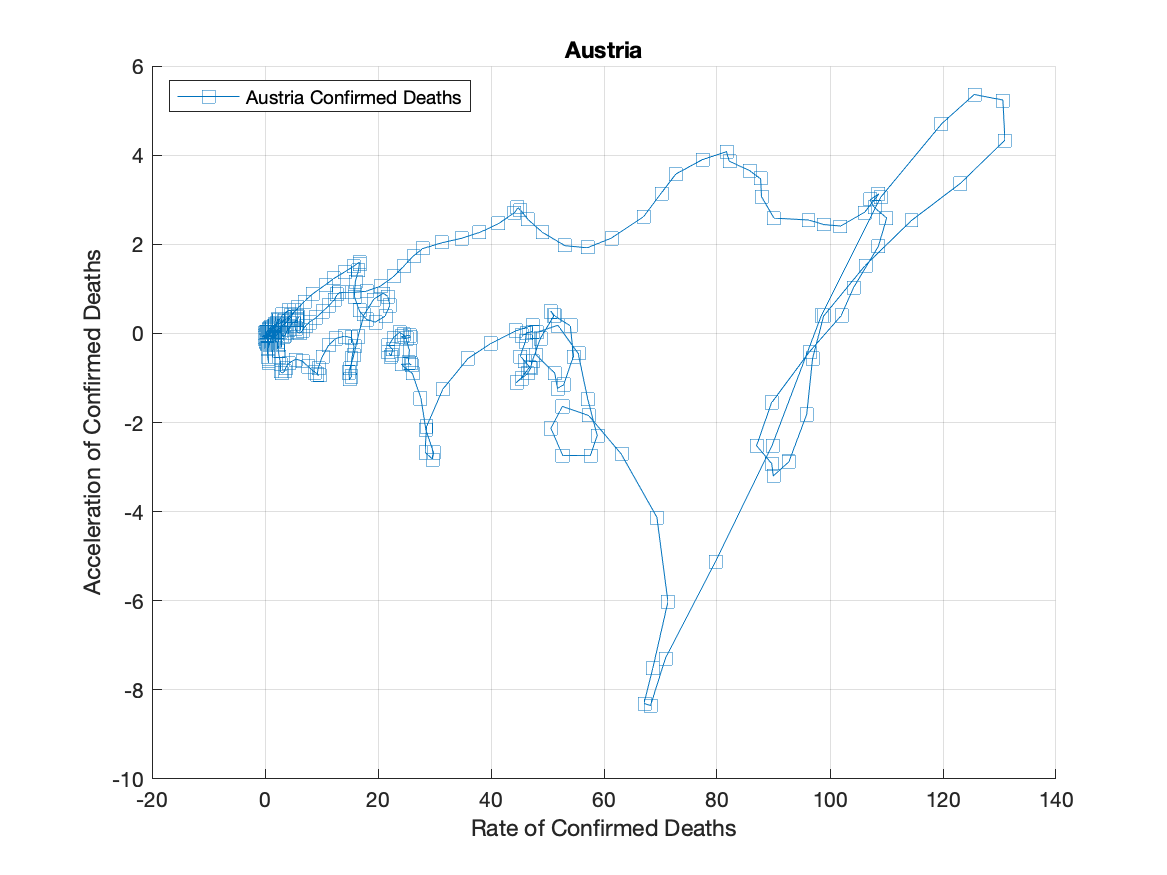 Austria
Austria Confirmed Deaths
Acceleration of Confirmed Deaths
6
4
2
0
-2
-4
-6
-8
-10
-20 0 20 40 60 80 100 120 140
Rate of Confirmed Deaths